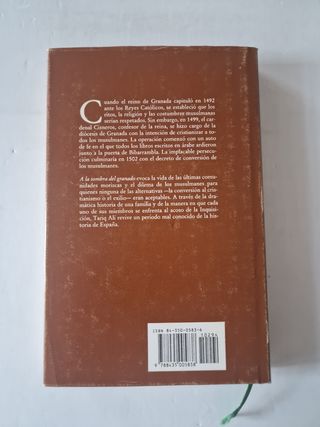 Cuando el reino de Granada capituló en 1492
ante los Reyes Católicos, se estableció que los
ritos, la religión y las costumbres musulmanas
serían respetados. Sin embargo, en 1499, el car-
denal Cisneros, confesor de la reina, se hizo cargo de la
diócesis de Granada con la intención de cristianizar a to-
dos los musulmanes. La operación comenzó con un auto
de fe en el que todos los libros escritos en árabe ardieron
junto a la puerta de Bibarrambla. La implacable persecu-
ción culminaría en 1502 con el decreto de conversión de los
musulmanes.
A la sombra del granado evoca la vida de las últimas comu-
nidades moriscas y el dilema de los musulmanes para
quienes ninguna de las alternativas —la conversión al cris-
tianismo o el exilio— eran aceptables. A través de la dra-
mática historia de una familia y de la manera en que cada
uno de sus miembros se enfrenta al acoso de la Inquisi-
ción, Tariq Ali revive un periodo mal conocido de la his-
toria de España.
ISBN 84-350-0583-6
10294
9 788435 005838